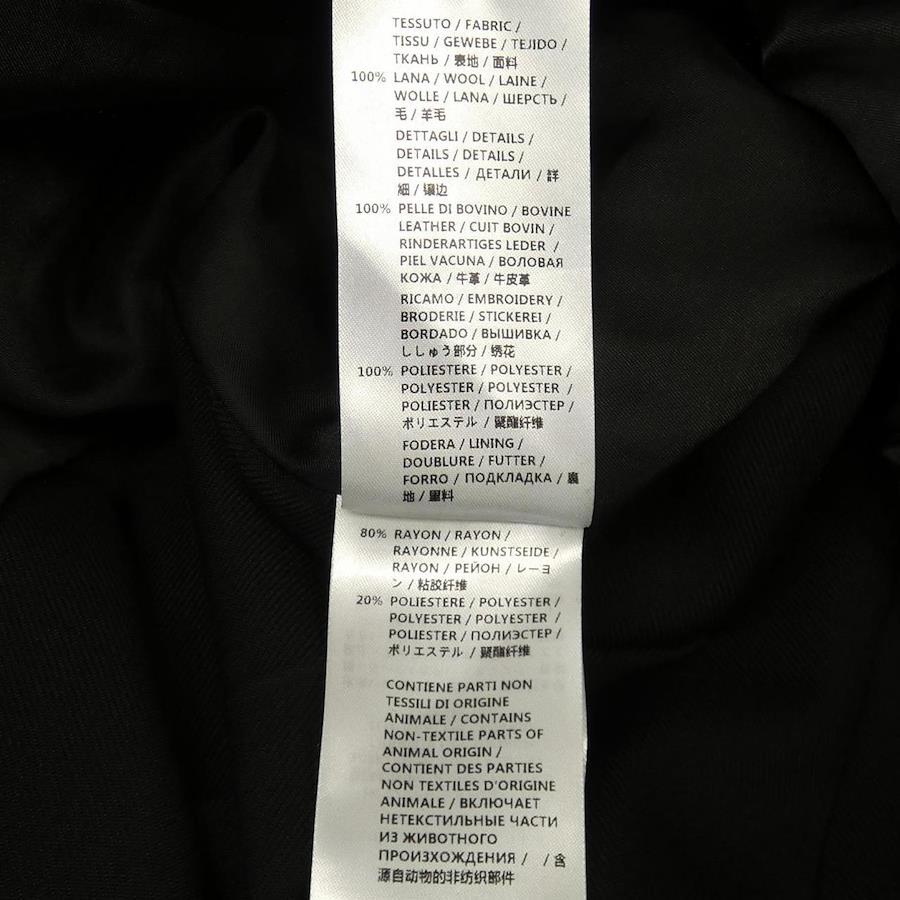 TESSUTO / FABRIC /
TISSU / GEWEBE / TEJIDO /
ТКАНЬ / 表地 / 面料
100% LANA / WOOL / LAINE /
WOLLE / LANA / ШЕРСТЬ /
毛 / 羊毛
DETTAGLI / DETAILS /
DETAILS / DETAILS /
DETALLES / ДЕТАЛИ / 詳
細 / 镶边
100% PELLE DI BOVINO / BOVINE
LEATHER / CUIT BOVIN /
RINDERARTIGES LEDER /
PIEL VACUNA / ВОЛОВАЯ
КОЖА / 牛革 / 牛皮革
RICAMO / EMBROIDERY /
BRODERIE / STICKEREI /
BORDADO / ВЫШИВКА /
ししゅう部分 / 绣花
100% POLIESTERE / POLYESTER /
POLYESTER / POLYESTER /
POLIESTER / ПОЛИЭСТЕР /
ポリエステル / 聚酯纤维
FODERA / LINING /
DOUBLURE / FUTTER /
FORRO / ПОДКЛАДКА / 裏
地 / 里料
80% RAYON / RAYON /
RAYONNE / KUNSTSEIDE /
RAYON / РЕЙОН / レーヨ
ン / 粘胶纤维
20% POLIESTERE / POLYESTER /
POLYESTER / POLYESTER /
POLIESTER / ПОЛИЭСТЕР /
ポリエステル / 聚酯纤维
CONTIENE PARTI NON
TESSILI DI ORIGINE
ANIMALE / CONTAINS
NON-TEXTILE PARTS OF
ANIMAL ORIGIN /
CONTIENT DES PARTIES
NON TEXTILES D'ORIGINE
ANIMALE / ВКЛЮЧАЕТ
НЕТЕКСТИЛЬНЫЕ ЧАСТИ
ИЗ ЖИВОТНОГО
ПРОИЗХОЖДЕНИЯ / / 含
源自动物的非纺织部件